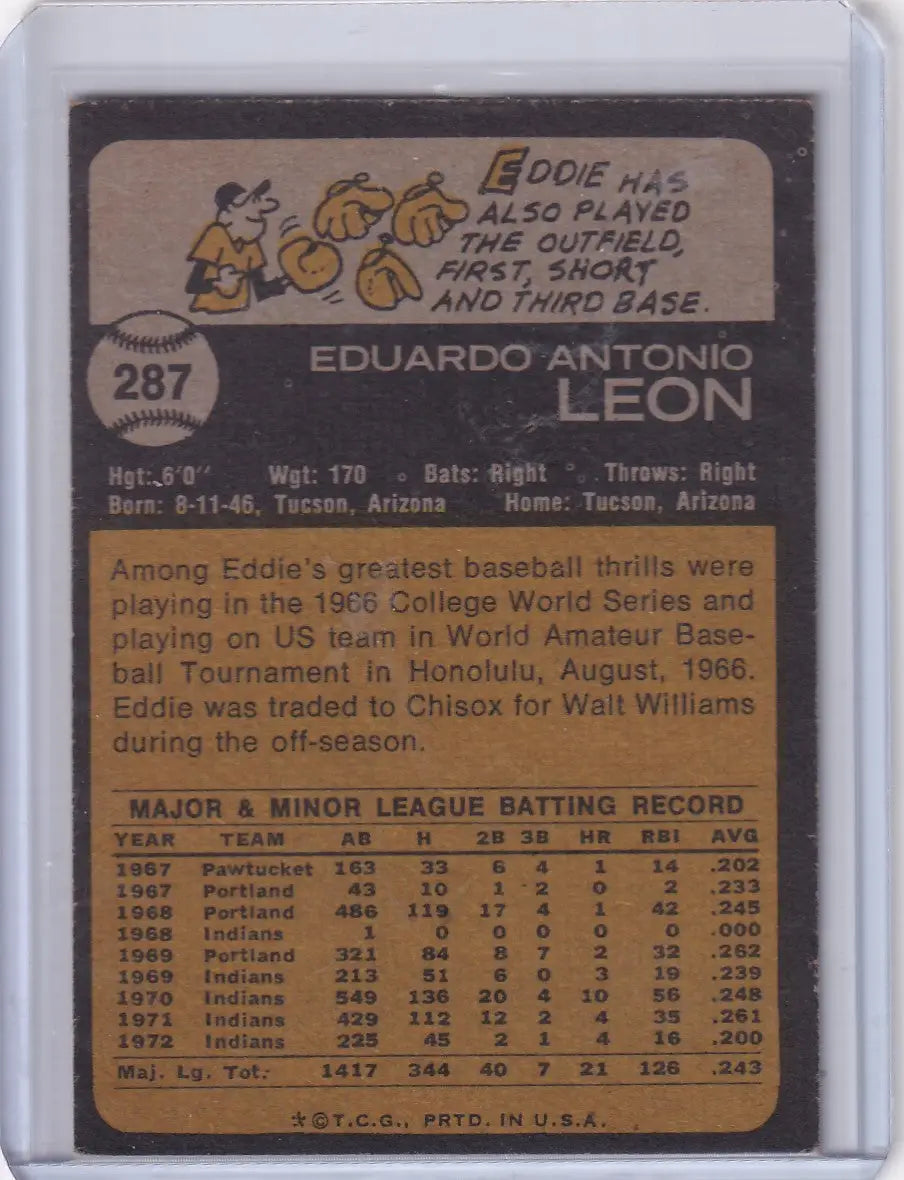 EDDIE HAS
ALSO PLAYED
THE OUTFIELD,
FIRST, SHORT
AND THIRD BASE.
287
EDUARDO ANTONIO
LEON
Hgt: 6'0" Wgt: 170 Bats: Right Throws: Right
Born: 8-11-46, Tucson, Arizona Home: Tucson, Arizona
Among Eddie's greatest baseball thrills were
playing in the 1966 College World Series and
playing on US team in World Amateur Base-
ball Tournament in Honolulu, August, 1966.
Eddie was traded to Chisox for Walt Williams
during the off-season.
MAJOR & MINOR LEAGUE BATTING RECORD
YEAR TEAM AB H 2B 3B HR RBI AVG
1967 Pawtucket 163 33 6 4 1 14 .202
1967 Portland 43 10 1 2 0 2 .233
1968 Portland 486 119 17 4 1 42 .245
1968 Indians 1 0 0 0 0 0 .000
1969 Portland 321 84 8 7 2 32 .262
1969 Indians 213 51 6 0 3 19 .239
1970 Indians 549 136 20 4 10 56 .248
1971 Indians 429 112 12 2 4 35 .261
1972 Indians 225 45 2 1 4 16 .200
Maj. Lg. Tot. 1417 344 40 7 21 126 .243
*©T.C.G., PRTD. IN U.S.A.